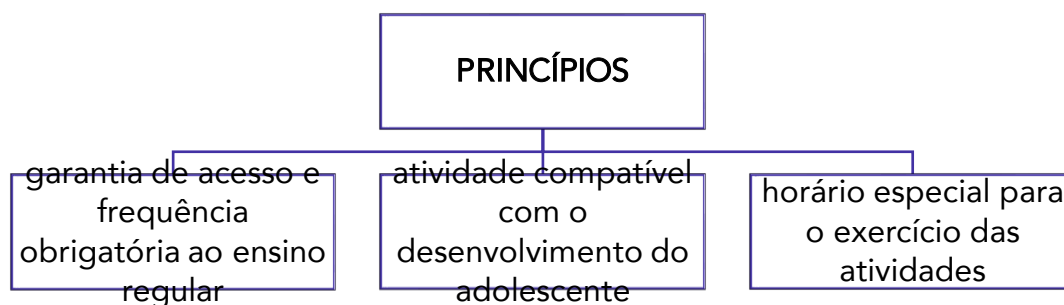 PRINCÍPIOS
garantia de acesso e
frequência
obrigatória ao ensino
regular
atividade compatível
com o
desenvolvimento do
adolescente
horário especial para
o exercício das
atividades